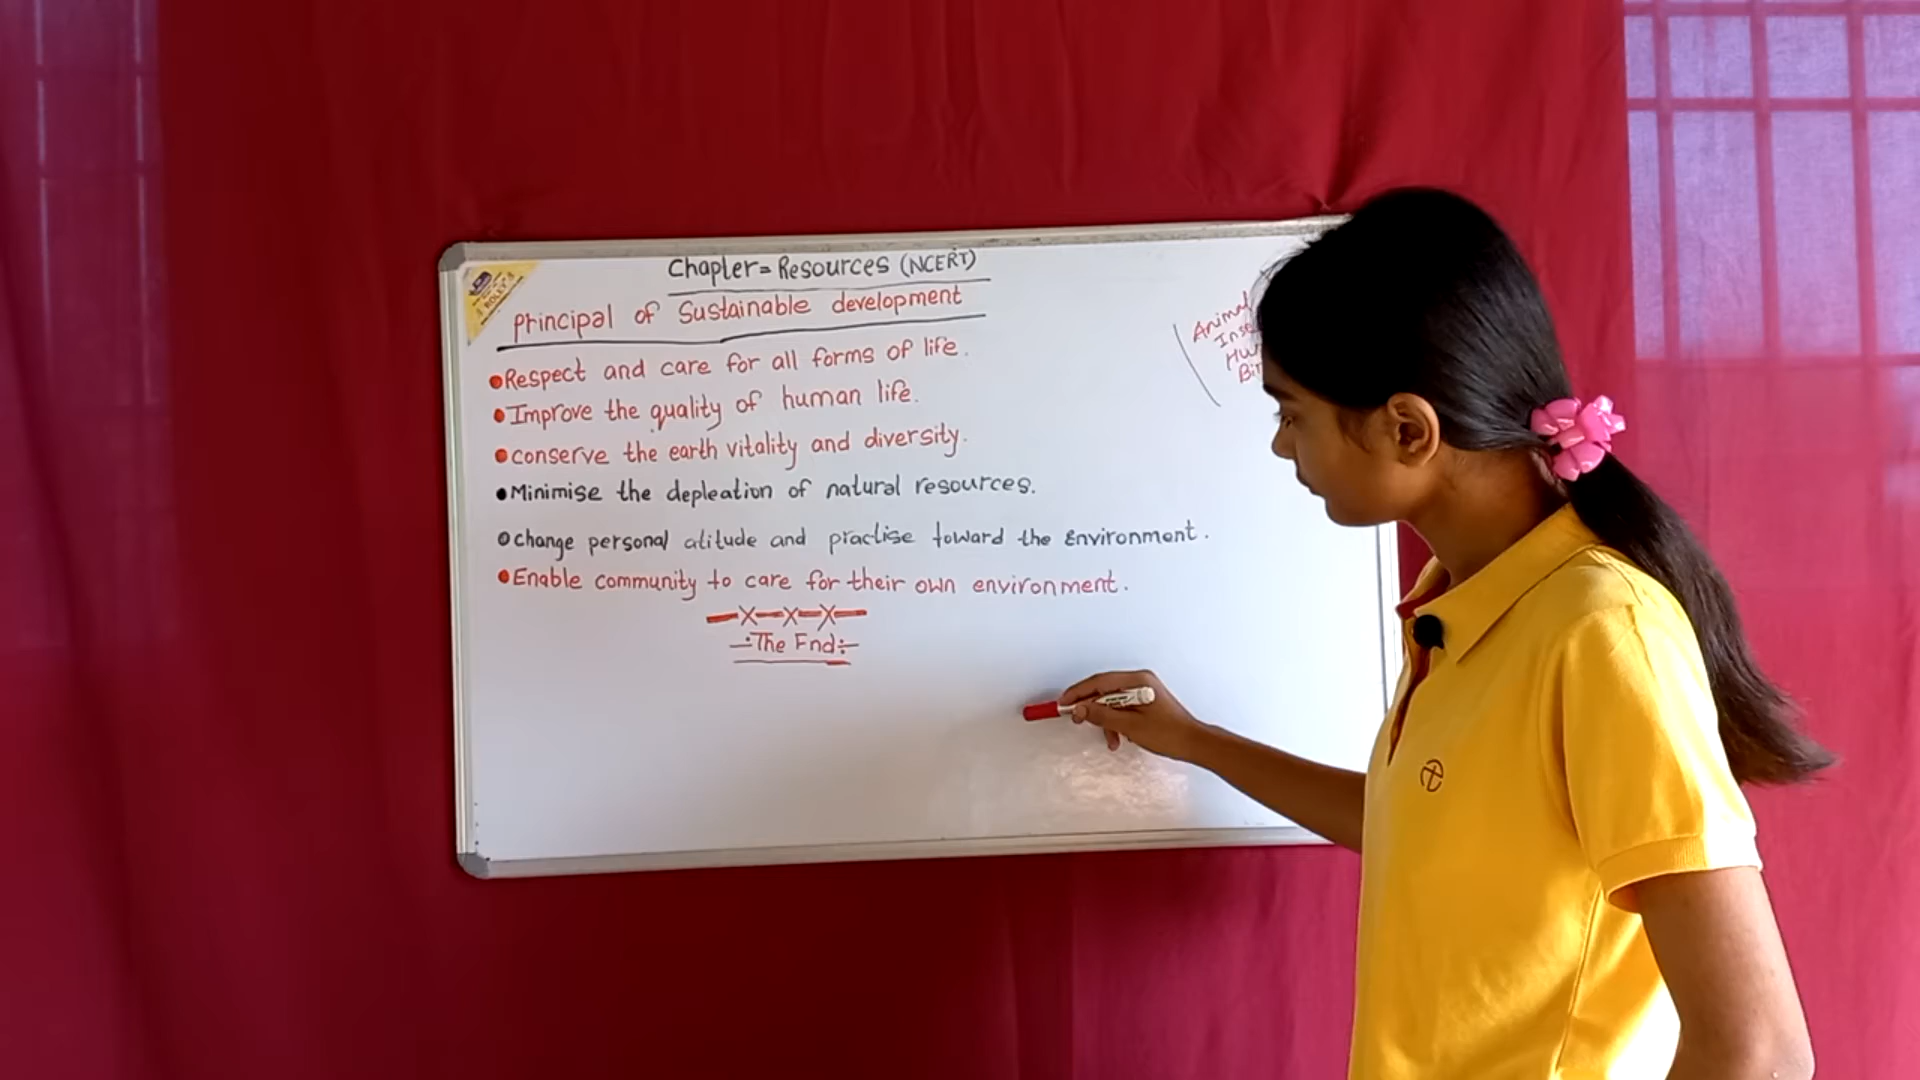 Chapter = Resources (NCERT)
Principal of Sustainable development
Respect and care for all forms of life.
Improve the quality of human life.
conserve the earth vitality and diversity.
Minimise the depleation of natural resources.
change personal atitude and practise toward the Environment.
Enable community to care for their own environment.
The End
Animal